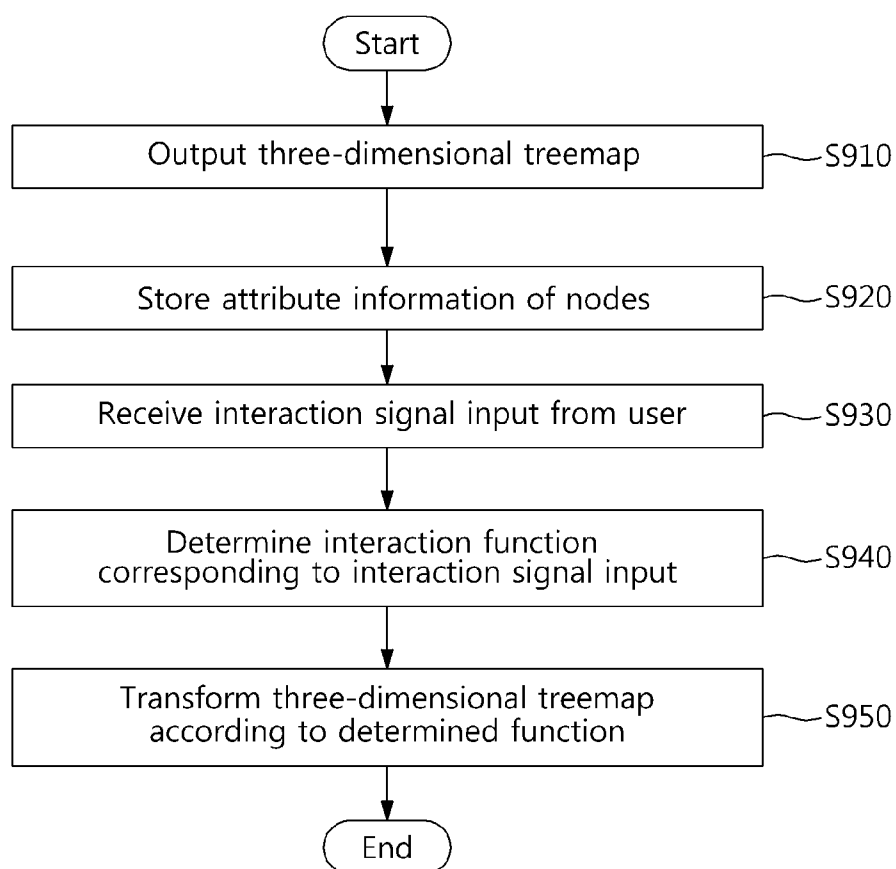 Start
Output three-dimensional treemap
S910
Store attribute information of nodes
S920
Receive interaction signal input from user
S930
Determine interaction function
corresponding to interaction signal input
S940
Transform three-dimensional treemap
according to determined function
S950
End